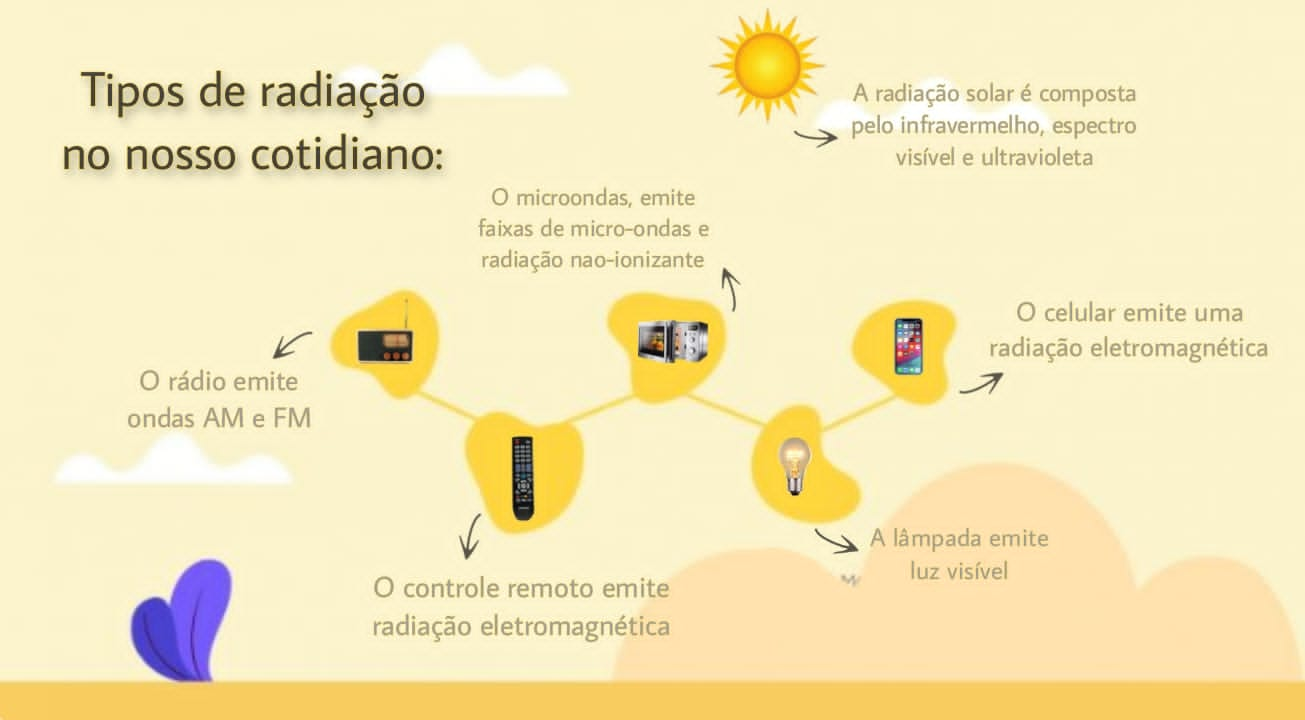 Tipos de radiação
no nosso cotidiano:
A radiação solar é composta
pelo infravermelho, espectro
visível e ultravioleta
O microondas, emite
faixas de micro-ondas e
radiação nao-ionizante
O celular emite uma
radiação eletromagnética
O rádio emite
ondas AM e FM
A lâmpada emite
luz visível
O controle remoto emite
radiação eletromagnética